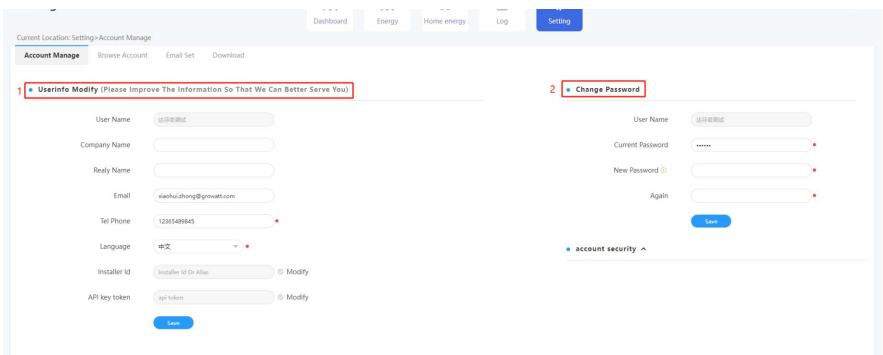 Dashboard Energy Home energy Log Setting
Current Location: Setting>Account Manage
Account Manage Browse Account Email Set Download
1 Userinfo Modify (Please Improve The Information So That We Can Better Serve You)
User Name
Company Name
Realy Name
Email xiaohui.zhong@growatt.com
Tel Phone 12365489845 *
Language 中文 *
Installer Id Installer Id Or Alias Modify
API key token api token Modify
Save
2 Change Password
User Name
Current Password •••••• *
New Password *
Again *
Save
account security